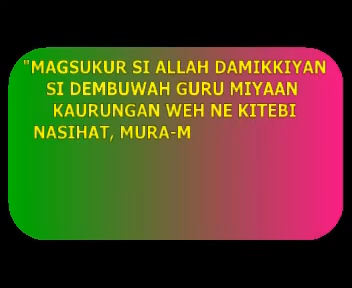 "MAGSUKUR SI ALLAH DAMIKKIYAN
SI DEMBUWAH GURU MIYAAN
KAURUNGAN WEH NE KITEBI
NASIHAT, MURA-M